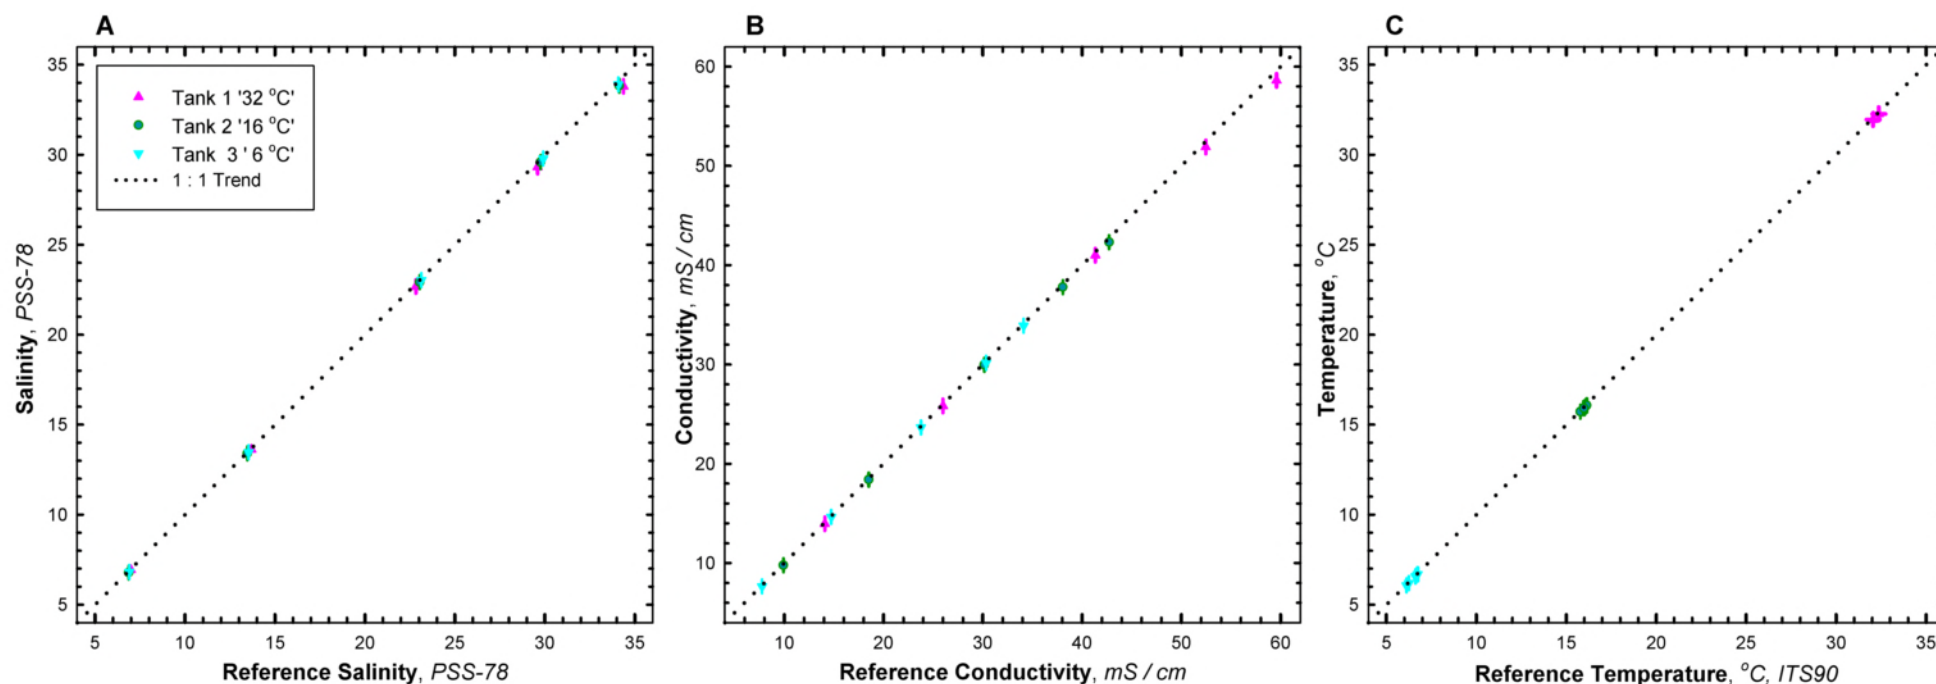 A
35
30
25
20
15
10
5
Salinity, PSS-78
Tank 1 '32 °C'
Tank 2 '16 °C'
Tank 3 ' 6 °C'
1 : 1 Trend
5 10 15 20 25 30 35
Reference Salinity, PSS-78
B
60
50
40
30
20
10
Conductivity, mS / cm
10 20 30 40 50 60
Reference Conductivity, mS / cm
C
35
30
25
20
15
10
5
Temperature, °C
5 10 15 20 25 30 35
Reference Temperature, °C, ITS90